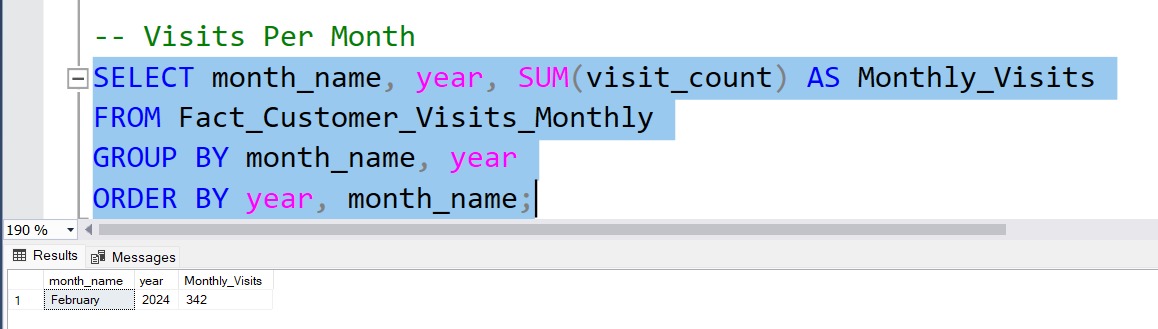 -- Visits Per Month
SELECT month_name, year, SUM(visit_count) AS Monthly_Visits
FROM Fact_Customer_Visits_Monthly
GROUP BY month_name, year
ORDER BY year, month_name;
190 %
Results Messages
month_name year Monthly_Visits
1 February 2024 342